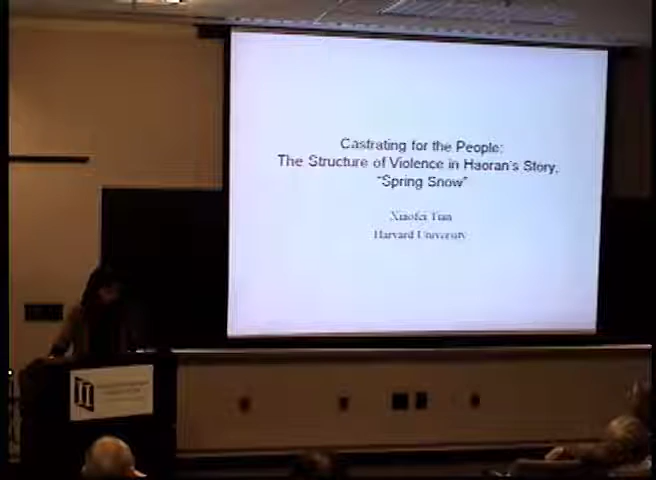 Castrating for the People:
The Structure of Violence in Haoran's Story,
"Spring Snow"
Xiaofei Tian
Harvard University